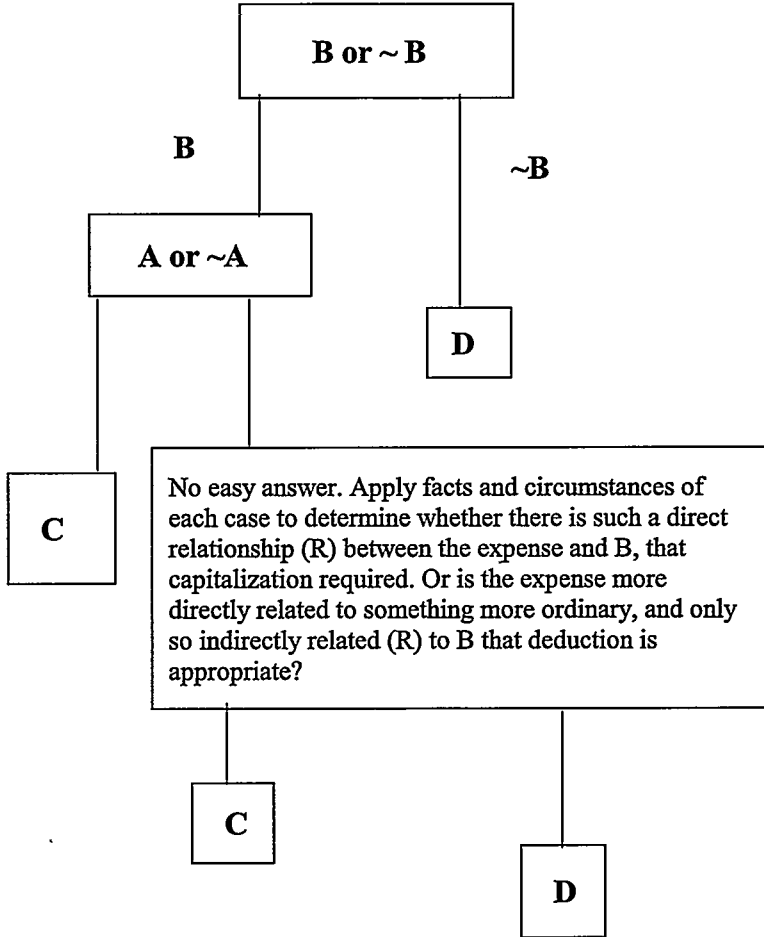 B or ~ B
B
~B
A or ~A
D
C
No easy answer. Apply facts and circumstances of
each case to determine whether there is such a direct
relationship (R) between the expense and B, that
capitalization required. Or is the expense more
directly related to something more ordinary, and only
so indirectly related (R) to B that deduction is
appropriate?
C
D